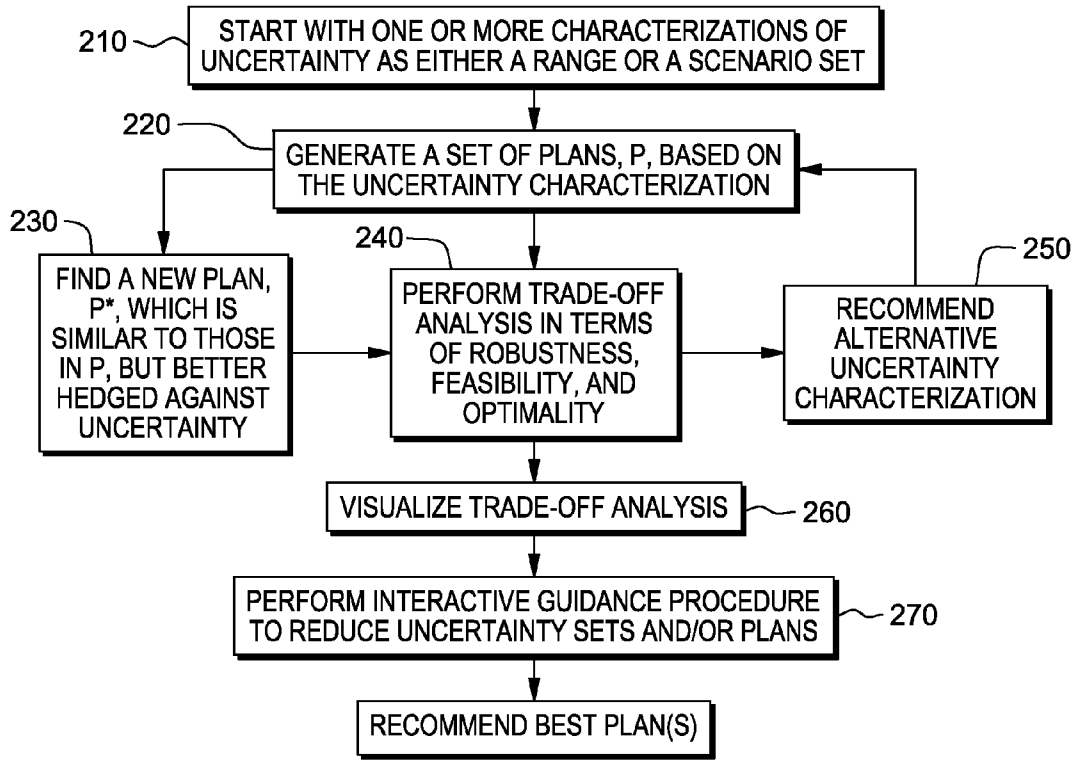 210
START WITH ONE OR MORE CHARACTERIZATIONS OF
UNCERTAINTY AS EITHER A RANGE OR A SCENARIO SET
220
GENERATE A SET OF PLANS, P, BASED ON
THE UNCERTAINTY CHARACTERIZATION
230
FIND A NEW PLAN,
P*, WHICH IS
SIMILAR TO THOSE
IN P, BUT BETTER
HEDGED AGAINST
UNCERTAINTY
240
PERFORM TRADE-OFF
ANALYSIS IN TERMS
OF ROBUSTNESS,
FEASIBILITY, AND
OPTIMALITY
250
RECOMMEND
ALTERNATIVE
UNCERTAINTY
CHARACTERIZATION
VISUALIZE TRADE-OFF ANALYSIS
260
PERFORM INTERACTIVE GUIDANCE PROCEDURE
TO REDUCE UNCERTAINTY SETS AND/OR PLANS
270
RECOMMEND BEST PLAN(S)